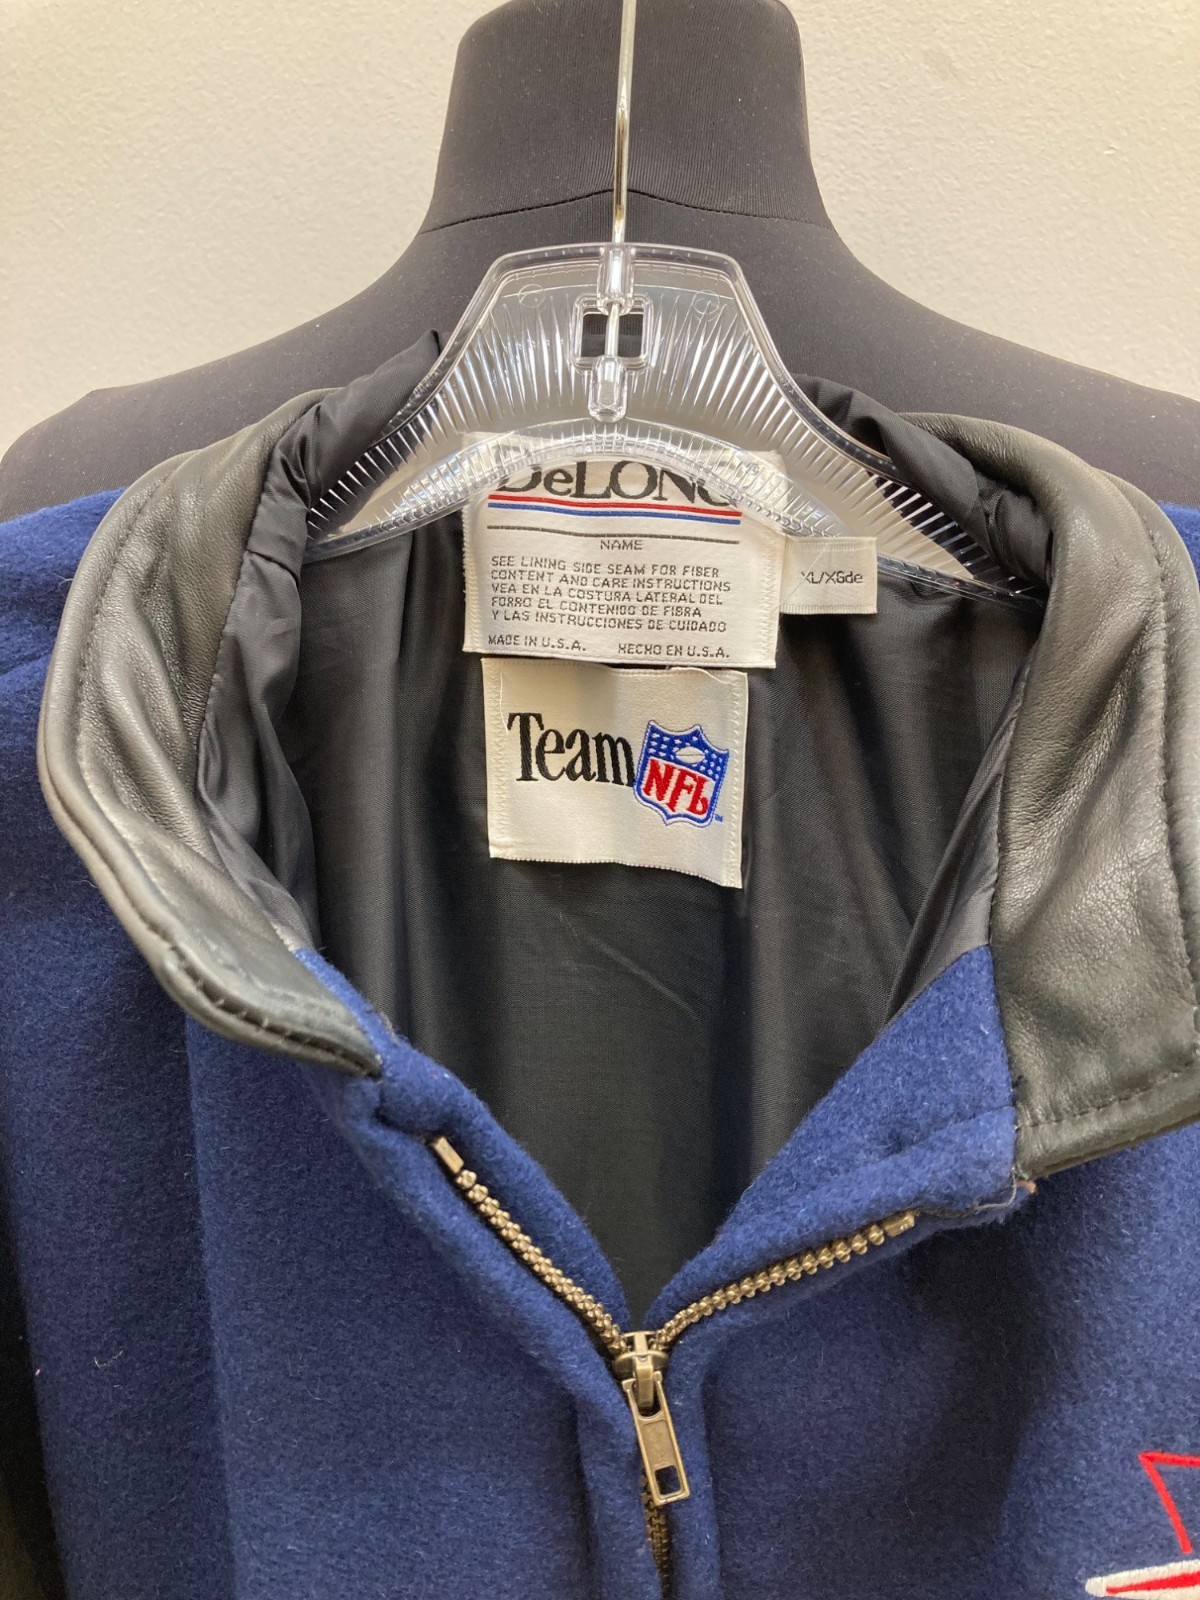 DeLONG
NAME
SEE LINING SIDE SEAM FOR FIBER
CONTENT AND CARE INSTRUCTIONS
VEA EN LA COSTURA LATERAL DEL
FORRO EL CONTENIDO DE FIBRA
Y LAS INSTRUCCIONES DE CUIDADO
MADE IN U.S.A. HECHO EN U.S.A.
XL/XGde
Team NFL TM